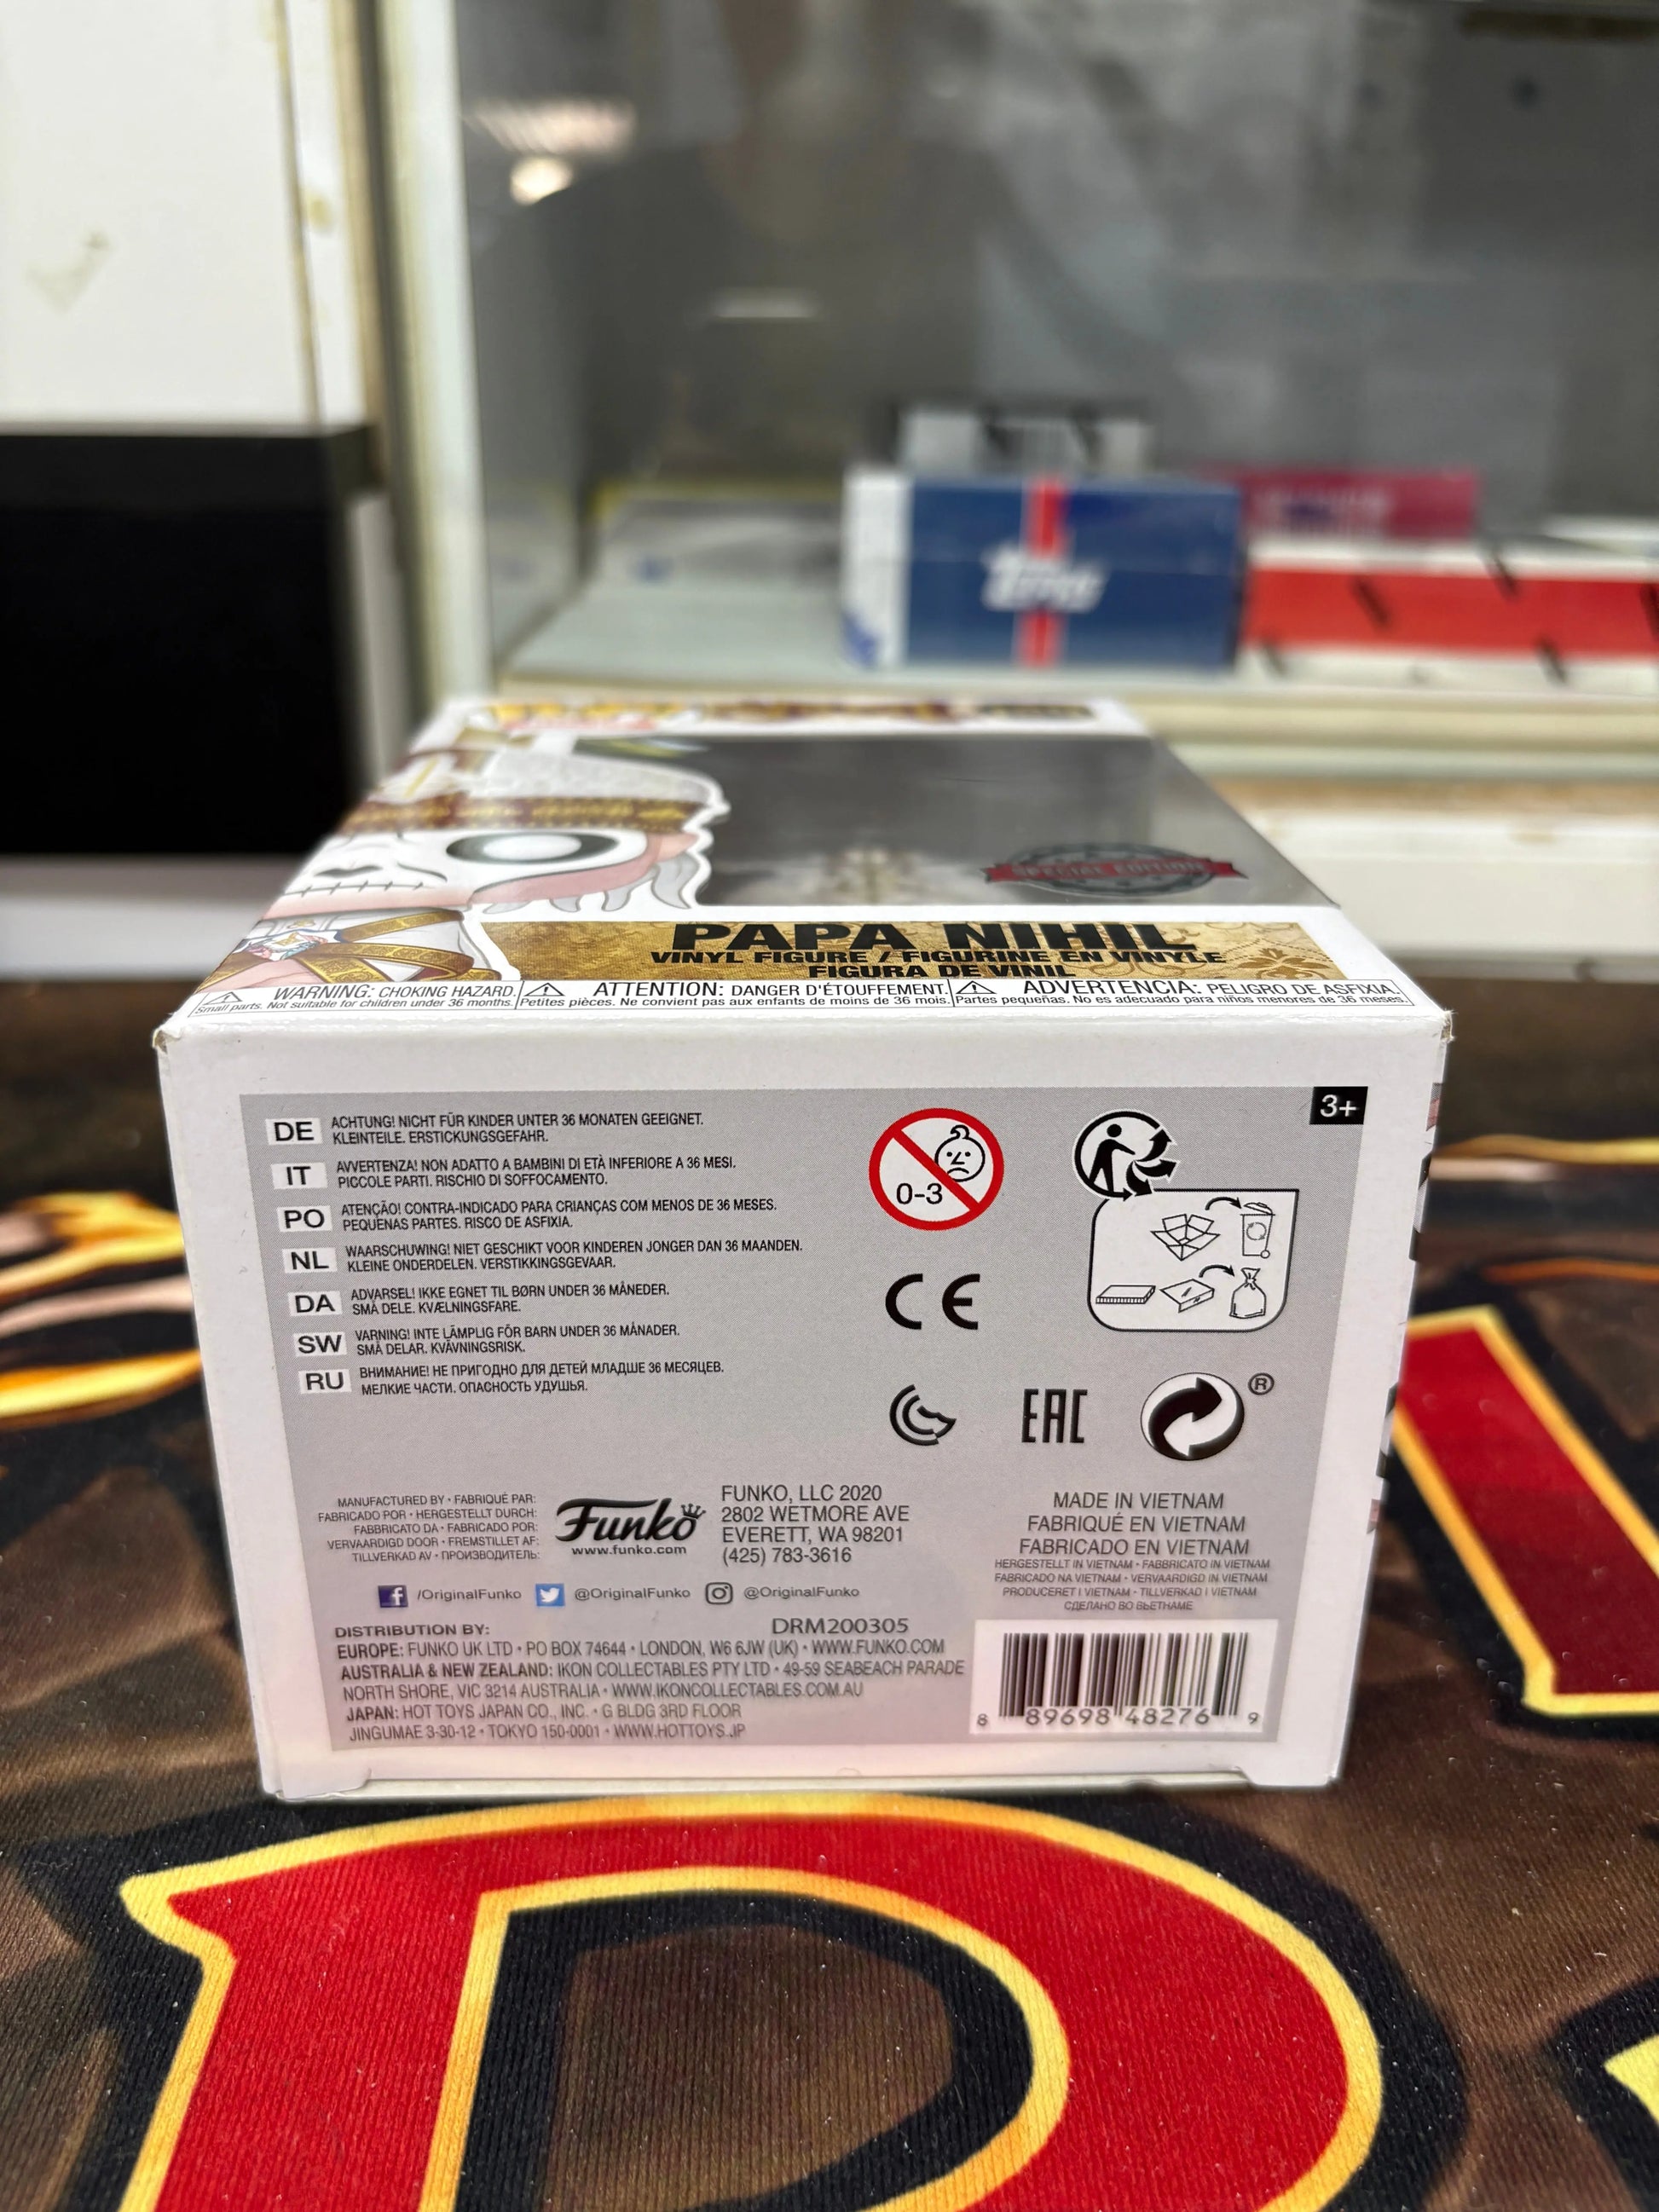 Topps
SPECIAL EDITION
PAPA NIHIL
VINYL FIGURE / FIGURINE EN VINYLE
FIGURA DE VINIL
WARNING: CHOKING HAZARD.
Small parts. Not suitable for children under 36 months.
ATTENTION: DANGER D'ÉTOUFFEMENT.
Petites pièces. Ne convient pas aux enfants de moins de 36 mois.
ADVERTENCIA: PELIGRO DE ASFIXIA.
Partes pequeñas. No es adecuado para niños menores de 36 meses.
3+
DE ACHTUNG! NICHT FÜR KINDER UNTER 36 MONATEN GEEIGNET.
KLEINTEILE. ERSTICKUNGSGEFAHR.
IT AVVERTENZA! NON ADATTO A BAMBINI DI ETÀ INFERIORE A 36 MESI.
PICCOLE PARTI. RISCHIO DI SOFFOCAMENTO.
PO ATENÇÃO! CONTRA-INDICADO PARA CRIANÇAS COM MENOS DE 36 MESES.
PEQUENAS PARTES. RISCO DE ASFIXIA.
NL WAARSCHUWING! NIET GESCHIKT VOOR KINDEREN JONGER DAN 36 MAANDEN.
KLEINE ONDERDELEN. VERSTIKKINGSGEVAAR.
DA ADVARSEL! IKKE EGNET TIL BØRN UNDER 36 MÅNEDER.
SMÅ DELE. KVÆLNINGSFARE.
SW VARNING! INTE LÄMPLIG FÖR BARN UNDER 36 MÅNADER.
SMÅ DELAR. KVÄVNINGSRISK.
RU ВНИМАНИЕ! НЕ ПРИГОДНО ДЛЯ ДЕТЕЙ МЛАДШЕ 36 МЕСЯЦЕВ.
МЕЛКИЕ ЧАСТИ. ОПАСНОСТЬ УДУШЬЯ.
0-3
CE
EAC
®
MANUFACTURED BY • FABRIQUÉ PAR:
FABRICADO POR • HERGESTELLT DURCH:
FABBRICATO DA • FABRICADO POR:
VERVAARDIGD DOOR • FREMSTILLET AF:
TILLVERKAD AV • ПРОИЗВОДИТЕЛЬ:
Funko
www.funko.com
FUNKO, LLC 2020
2802 WETMORE AVE
EVERETT, WA 98201
(425) 783-3616
MADE IN VIETNAM
FABRIQUÉ EN VIETNAM
FABRICADO EN VIETNAM
HERGESTELLT IN VIETNAM • FABBRICATO IN VIETNAM
FABRICADO NA VIETNAM • VERVAARDIGD IN VIETNAM
PRODUCERET I VIETNAM • TILLVERKAD I VIETNAM
СДЕЛАНО ВО ВЬЕТНАМЕ
f /OriginalFunko @OriginalFunko @OriginalFunko
DISTRIBUTION BY: DRM200305
EUROPE: FUNKO UK LTD • PO BOX 74644 • LONDON, W6 6JW (UK) • WWW.FUNKO.COM
AUSTRALIA & NEW ZEALAND: IKON COLLECTABLES PTY LTD • 49-59 SEABEACH PARADE
NORTH SHORE, VIC 3214 AUSTRALIA • WWW.IKONCOLLECTABLES.COM.AU
JAPAN: HOT TOYS JAPAN CO., INC. • G BLDG 3RD FLOOR
JINGUMAE 3-30-12 • TOKYO 150-0001 • WWW.HOTTOYS.JP
8 89698 48276 9